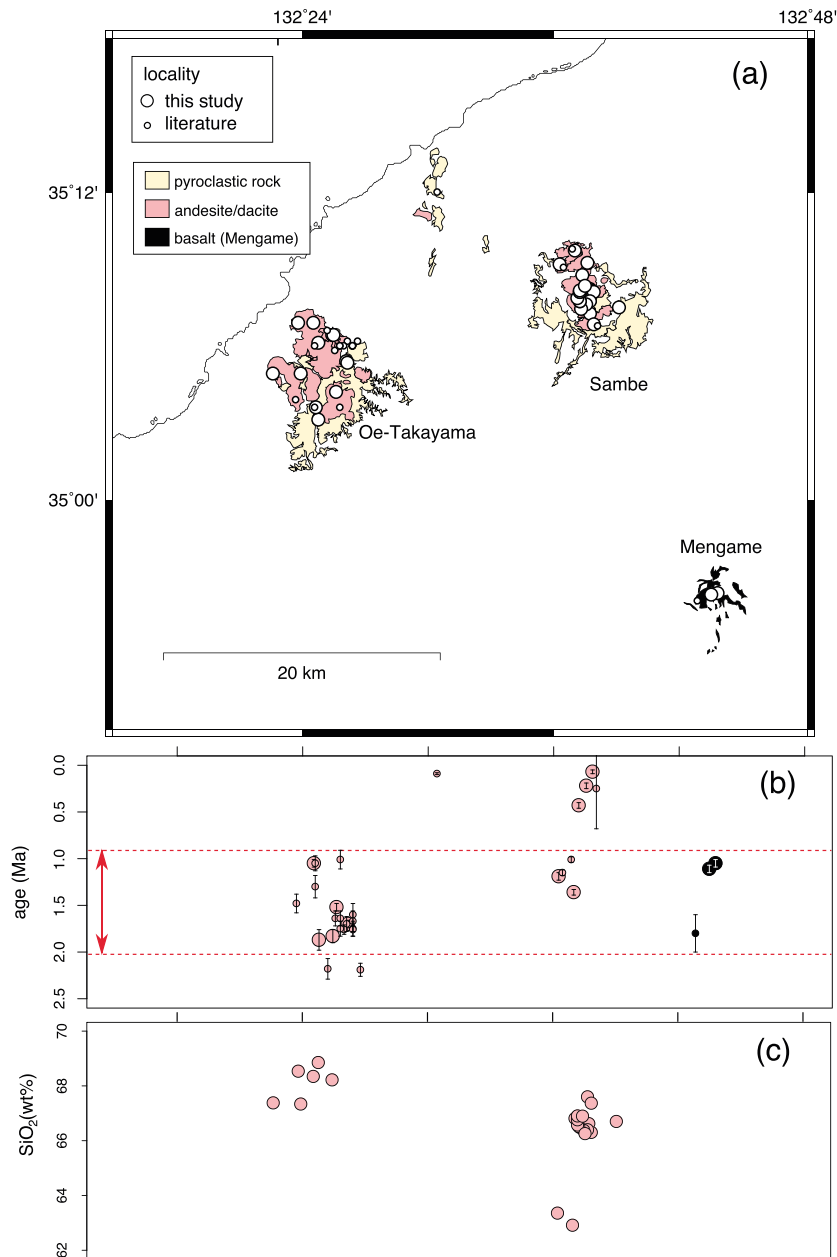 132˚24'
132˚48'
(a)
locality
this study
literature
pyroclastic rock
andesite/dacite
basalt (Mengame)
35˚12'
Sambe
Oe-Takayama
35˚00'
Mengame
20 km
(b)
0.0
0.5
1.0
1.5
2.0
2.5
age (Ma)
(c)
70
68
66
64
62
SiO2(wt%)